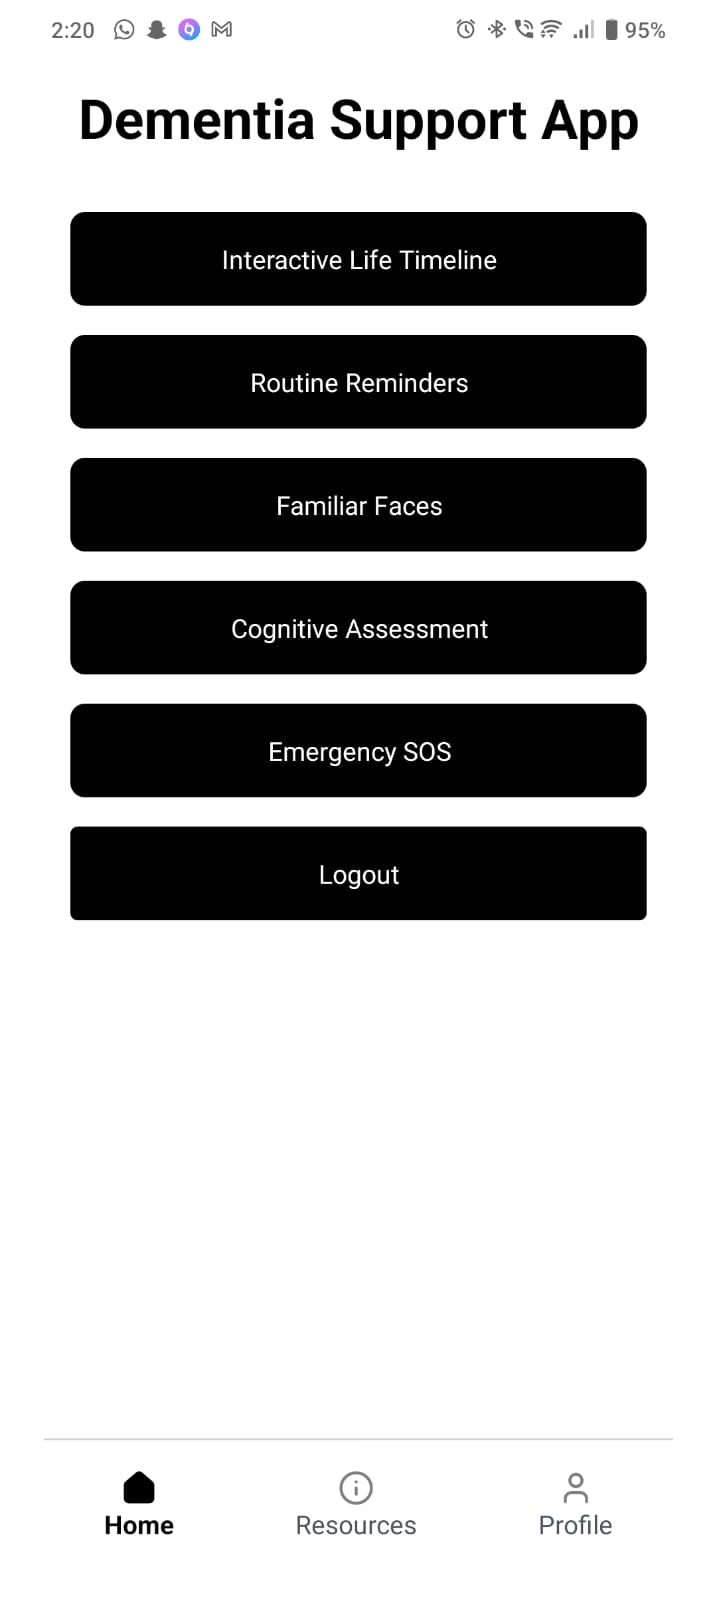 2:20 95%
Dementia Support App
Interactive Life Timeline
Routine Reminders
Familiar Faces
Cognitive Assessment
Emergency SOS
Logout
Home Resources Profile